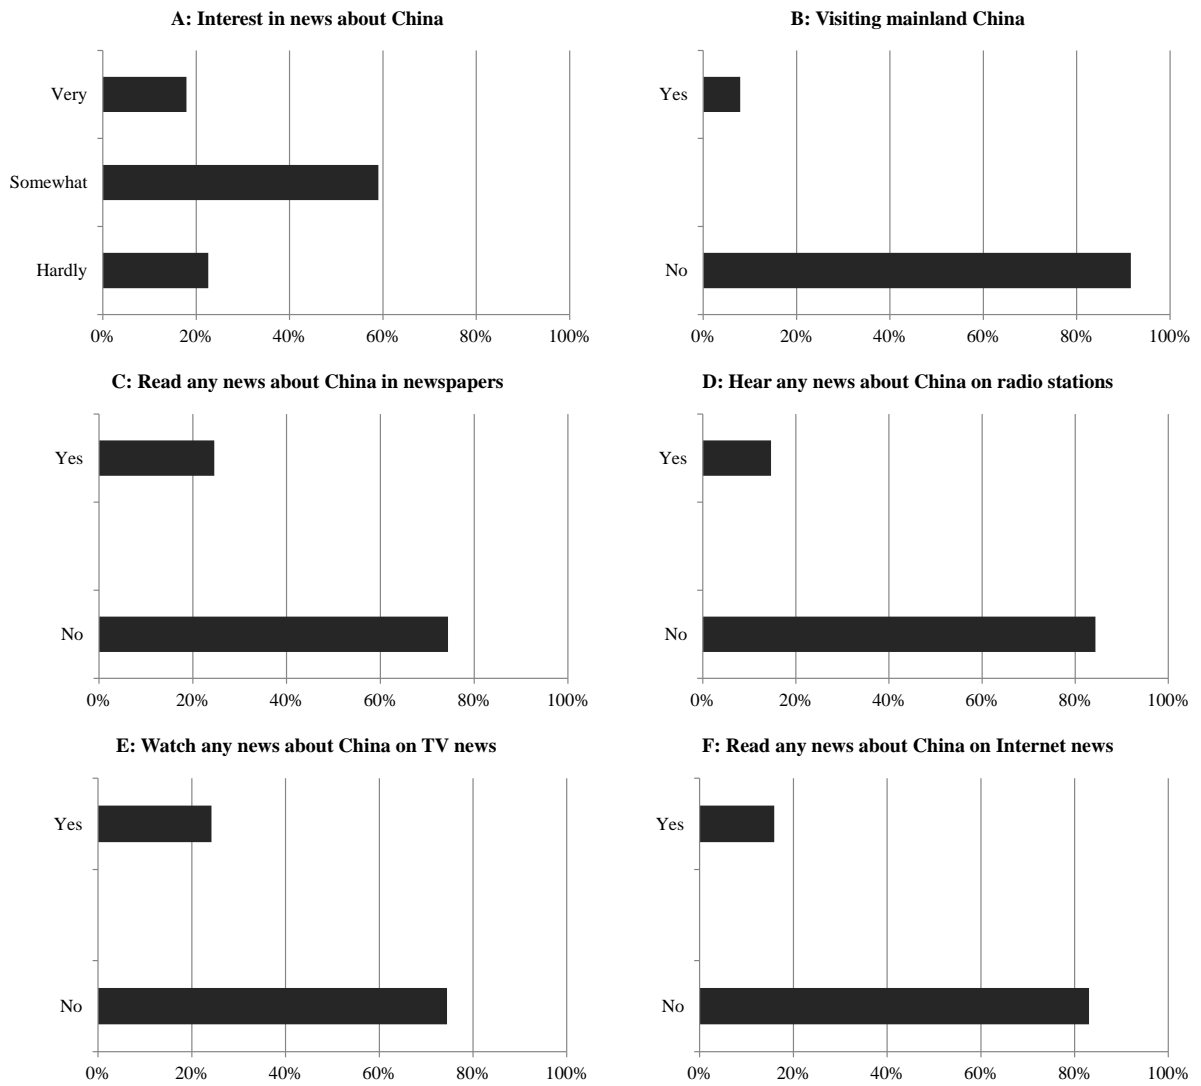 A: Interest in news about China
Very
Somewhat
Hardly
0% 20% 40% 60% 80% 100%
B: Visiting mainland China
Yes
No
0% 20% 40% 60% 80% 100%
C: Read any news about China in newspapers
Yes
No
0% 20% 40% 60% 80% 100%
D: Hear any news about China on radio stations
Yes
No
0% 20% 40% 60% 80% 100%
E: Watch any news about China on TV news
Yes
No
0% 20% 40% 60% 80% 100%
F: Read any news about China on Internet news
Yes
No
0% 20% 40% 60% 80% 100%